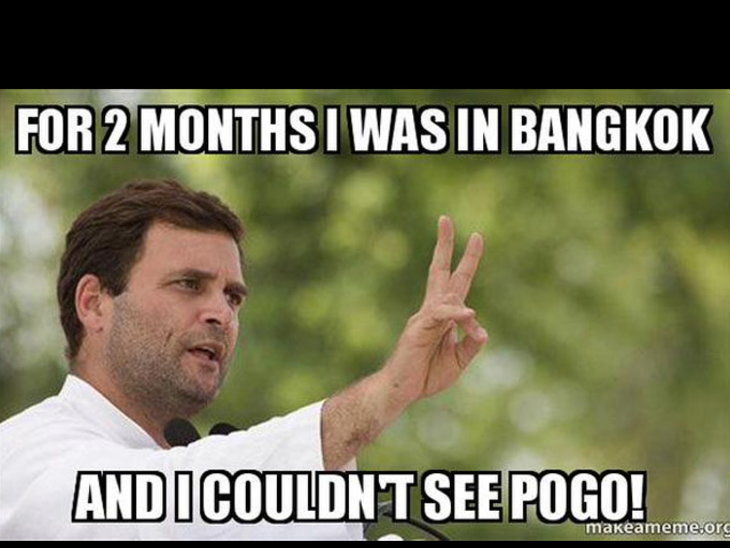 FOR 2 MONTHS I WAS IN BANGKOK
AND I COULDN'T SEE POGO!
makeameme.org